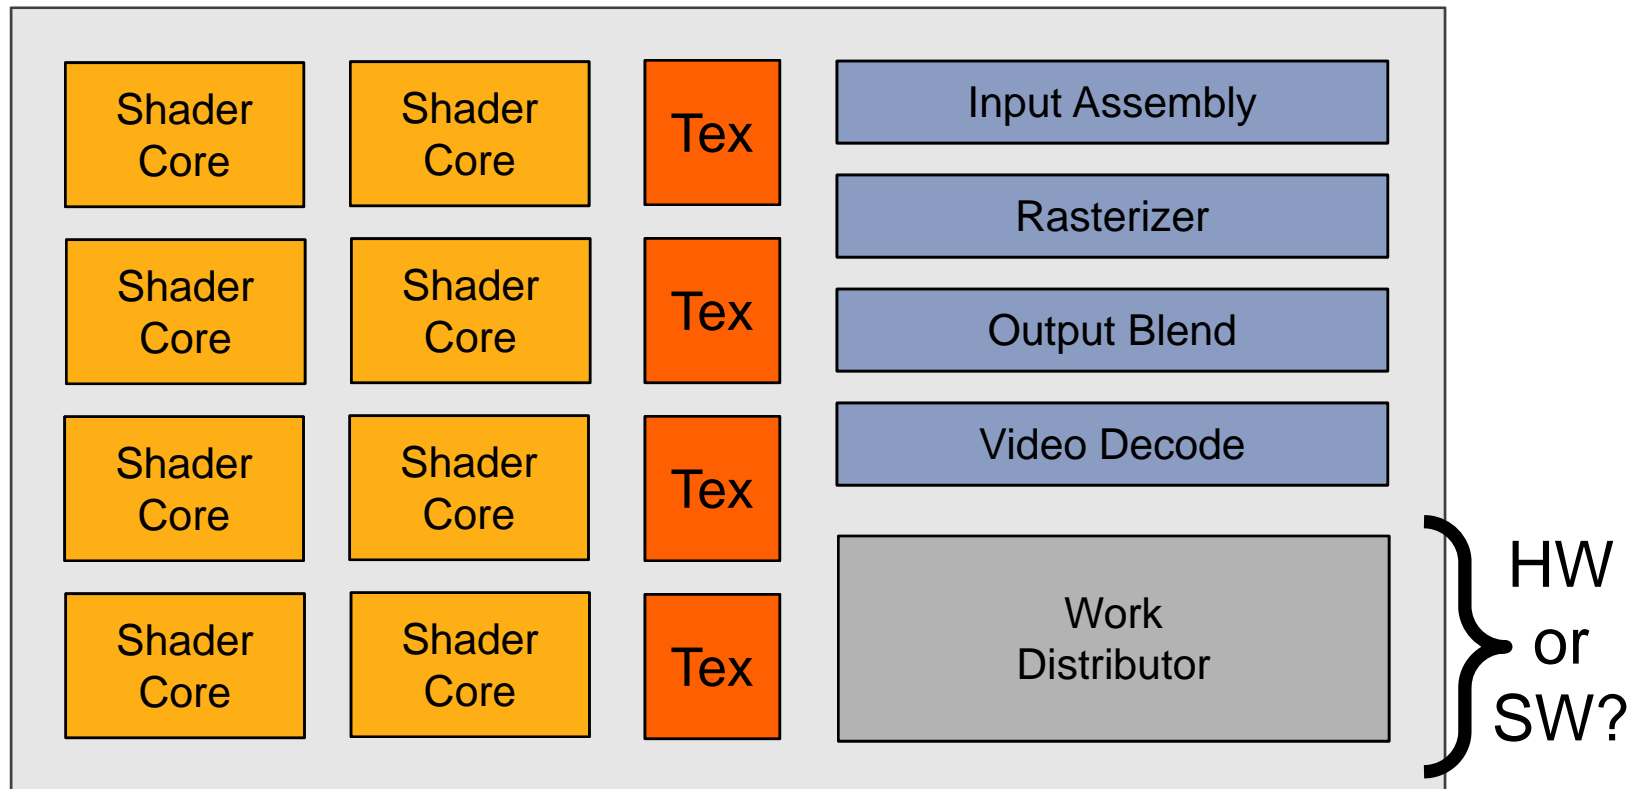 Shader
Core
Shader
Core
Tex
Input Assembly
Rasterizer
Shader
Core
Shader
Core
Tex
Output Blend
Video Decode
Shader
Core
Shader
Core
Tex
Work
Distributor
Shader
Core
Shader
Core
Tex
HW
or
SW?